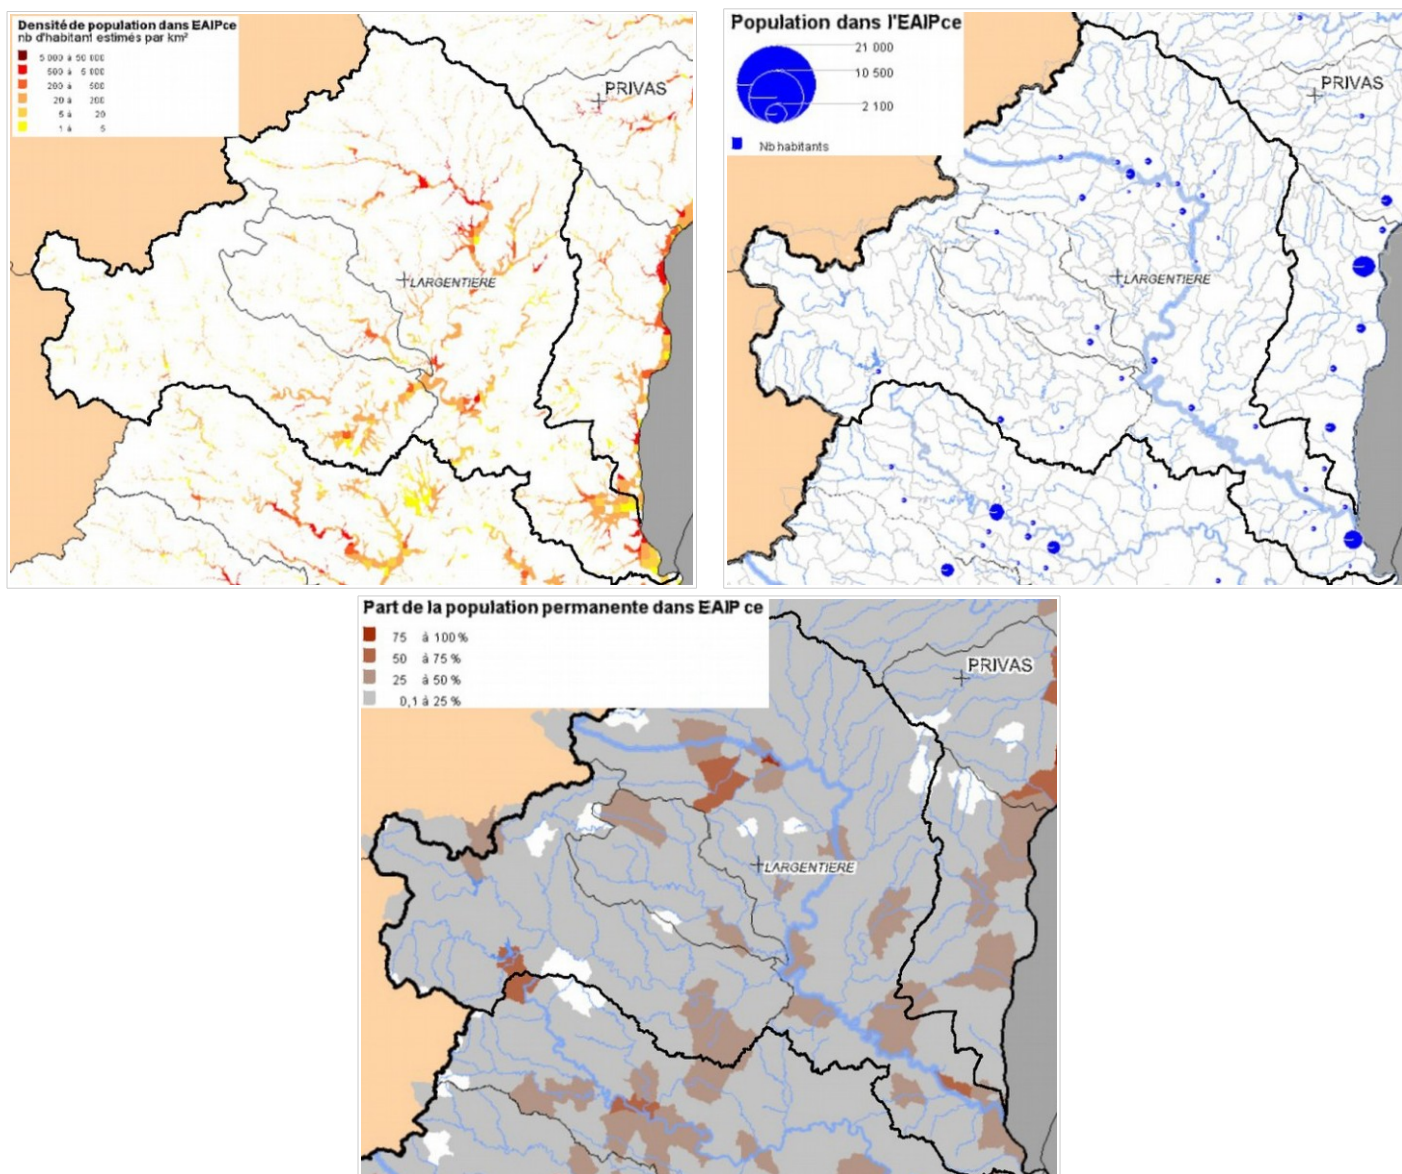 Densité de population dans EAIPce
nb d'habitant estimés par km²
5 000 à 50 000
500 à 5 000
200 à 500
20 à 200
5 à 20
1 à 5
PRIVAS
LARGENTIERE
Population dans l'EAIPce
21 000
10 500
2 100
Nb habitants
PRIVAS
LARGENTIERE
Part de la population permanente dans EAIP ce
75 à 100 %
50 à 75 %
25 à 50 %
0,1 à 25 %
PRIVAS
LARGENTIERE